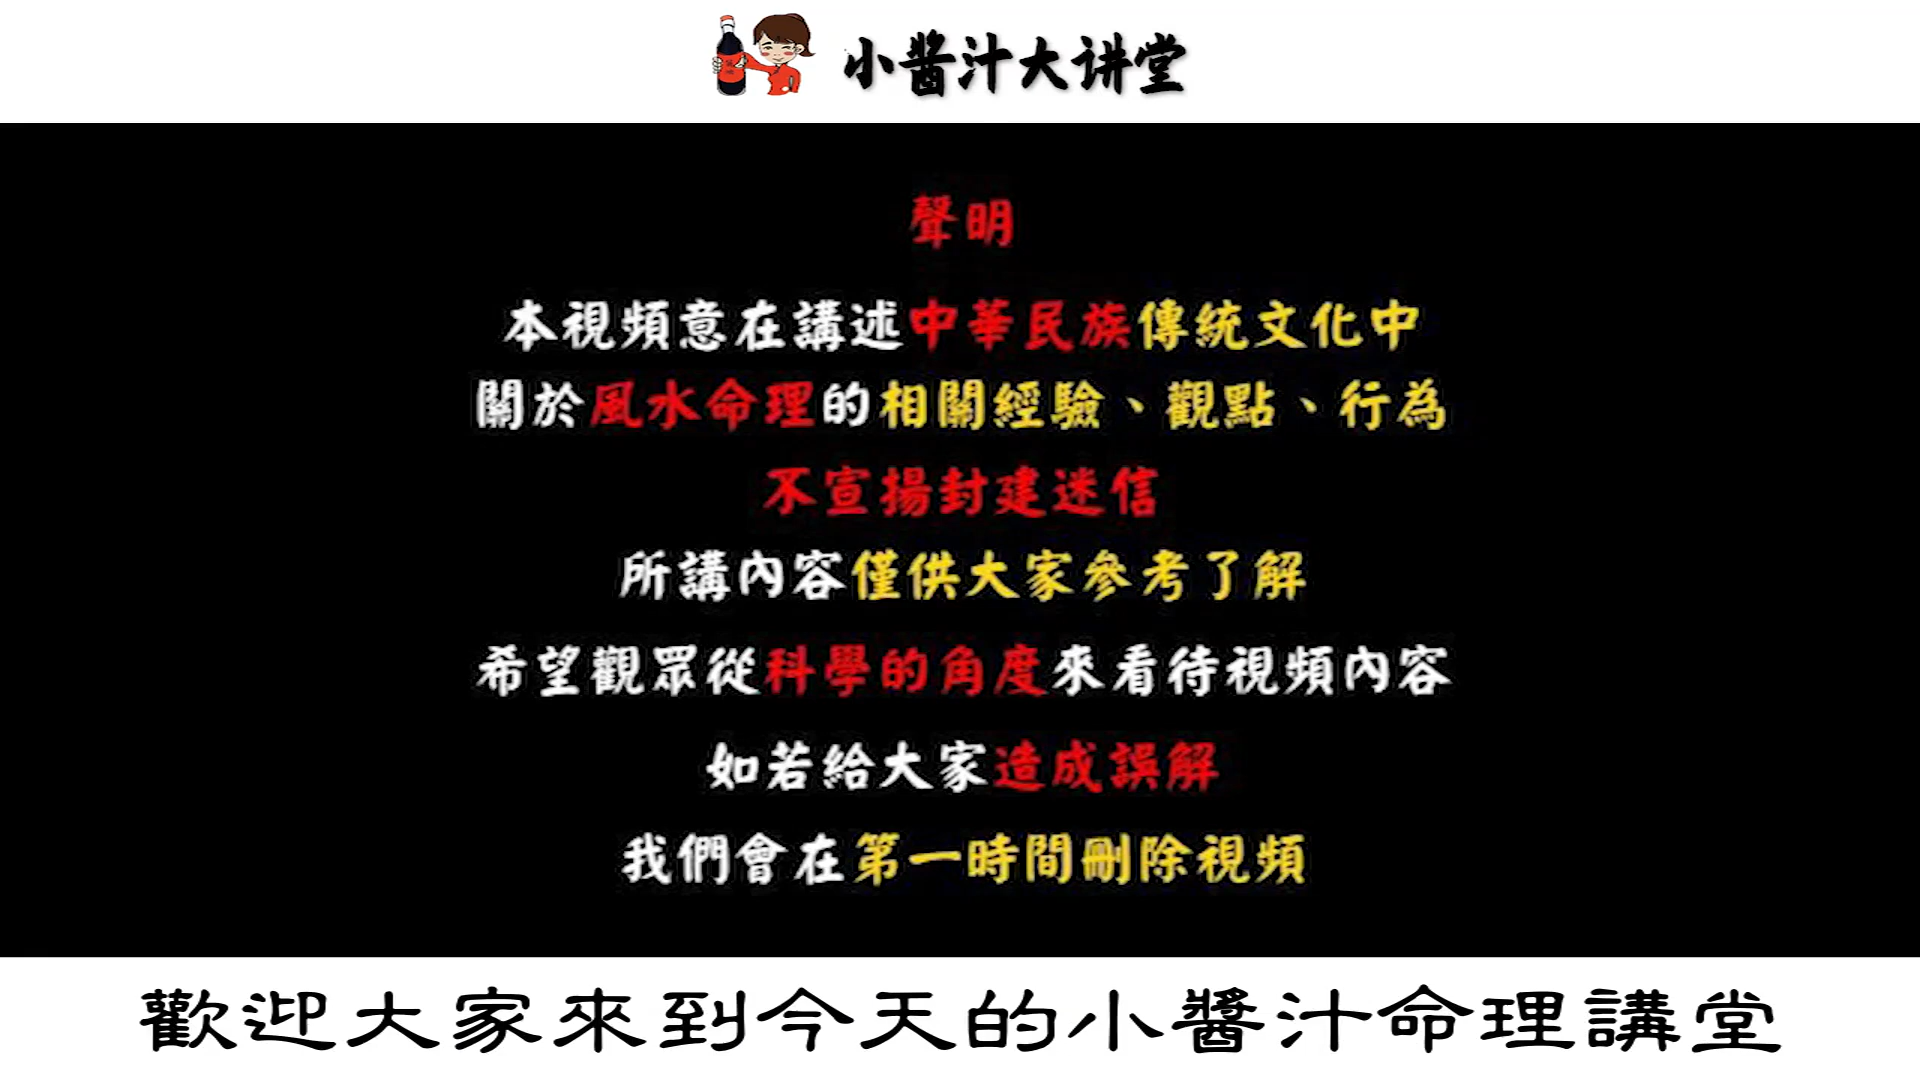 小醬汁大讲堂
聲明
本視頻意在講述中華民族傳統文化中
關於風水命理的相關經驗、觀點、行為
不宣揚封建迷信
所講內容僅供大家參考了解
希望觀眾從科學的角度來看待視頻內容
如若給大家造成誤解
我們會在第一時間刪除視頻
歡迎大家來到今天的小醬汁命理講堂